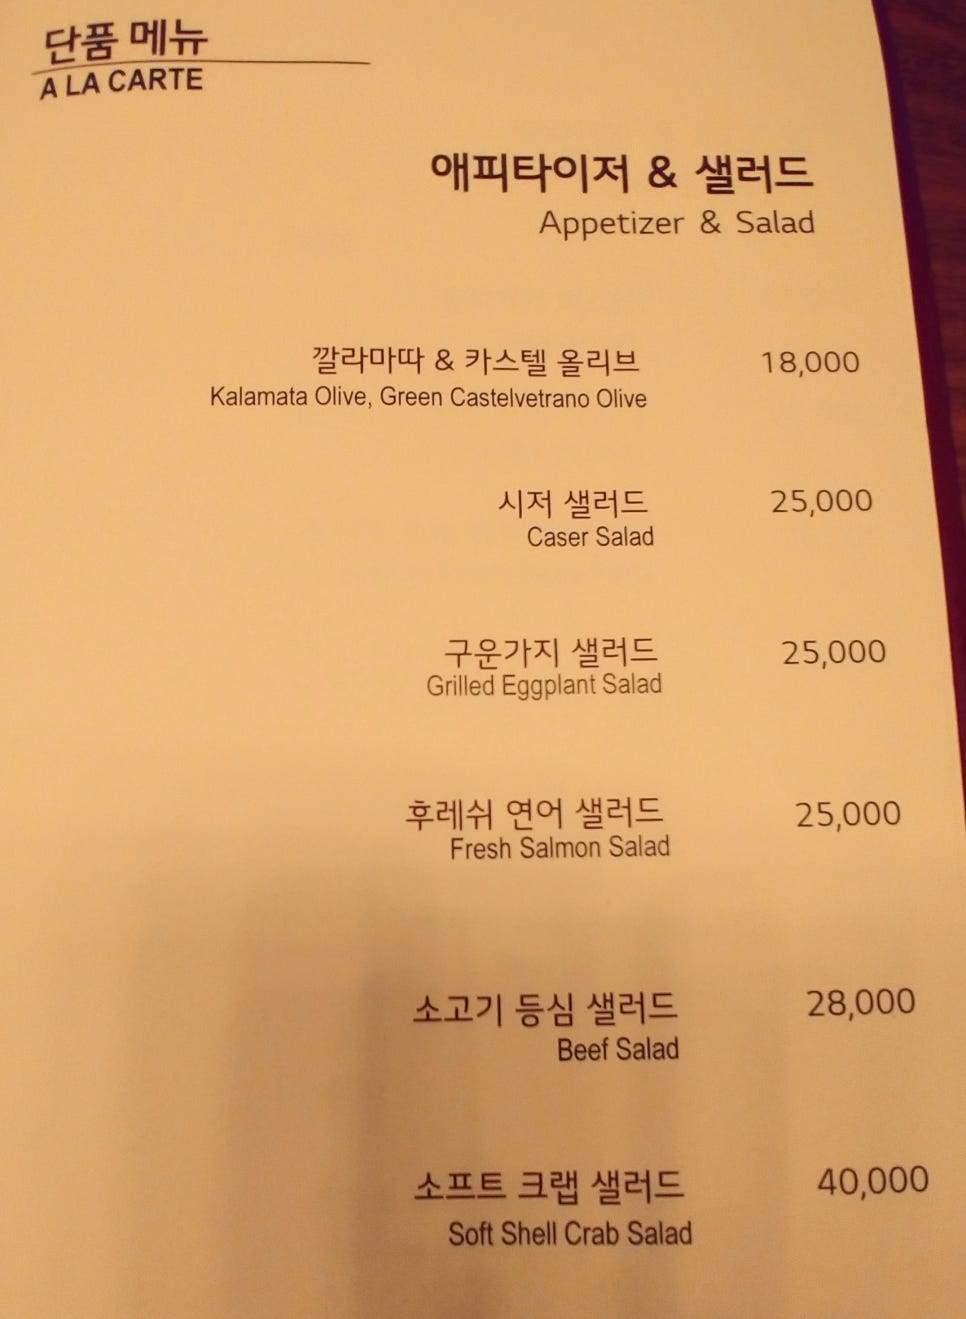 단품 메뉴
A LA CARTE
애피타이저 & 샐러드
Appetizer & Salad
깔라마따 & 카스텔 올리브 18,000
Kalamata Olive, Green Castelvetrano Olive
시저 샐러드 25,000
Caser Salad
구운가지 샐러드 25,000
Grilled Eggplant Salad
후레쉬 연어 샐러드 25,000
Fresh Salmon Salad
소고기 등심 샐러드 28,000
Beef Salad
소프트 크랩 샐러드 40,000
Soft Shell Crab Salad